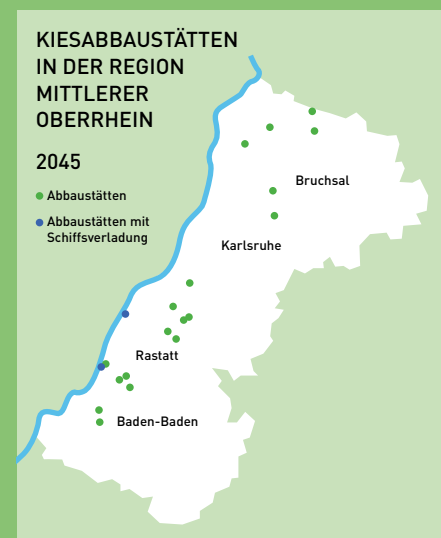 KIESABBAUSTÄTTEN
IN DER REGION
MITTLERER
OBERRHEIN
2045
Abbaustätten
Abbaustätten mit
Schiffsverladung
Bruchsal
Karlsruhe
Rastatt
Baden-Baden